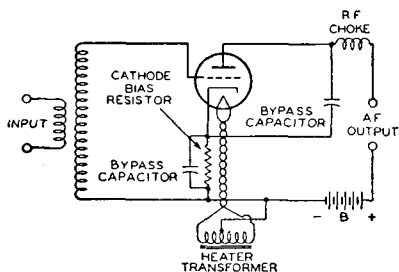 R F
CHOKE
CATHODE
BIAS
RESISTOR
INPUT
BYPASS
CAPACITOR
A F
OUTPUT
BYPASS
CAPACITOR
- B +
HEATER
TRANSFORMER